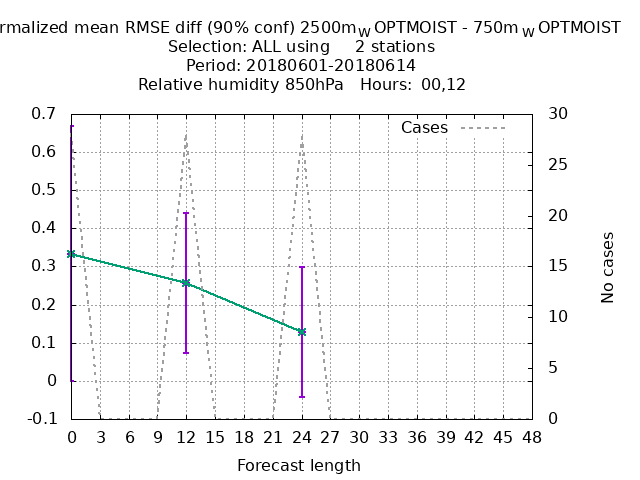 rmalized mean RMSE diff (90% conf) 2500m W OPTMOIST - 750m W OPTMOIST
Selection: ALL using 2 stations
Period: 20180601-20180614
Relative humidity 850hPa Hours: 00,12
Cases
0.7
0.6
0.5
0.4
0.3
0.2
0.1
0
-0.1
30
25
20
15
10
5
0
No cases
0 3 6 9 12 15 18 21 24 27 30 33 36 39 42 45 48
Forecast length